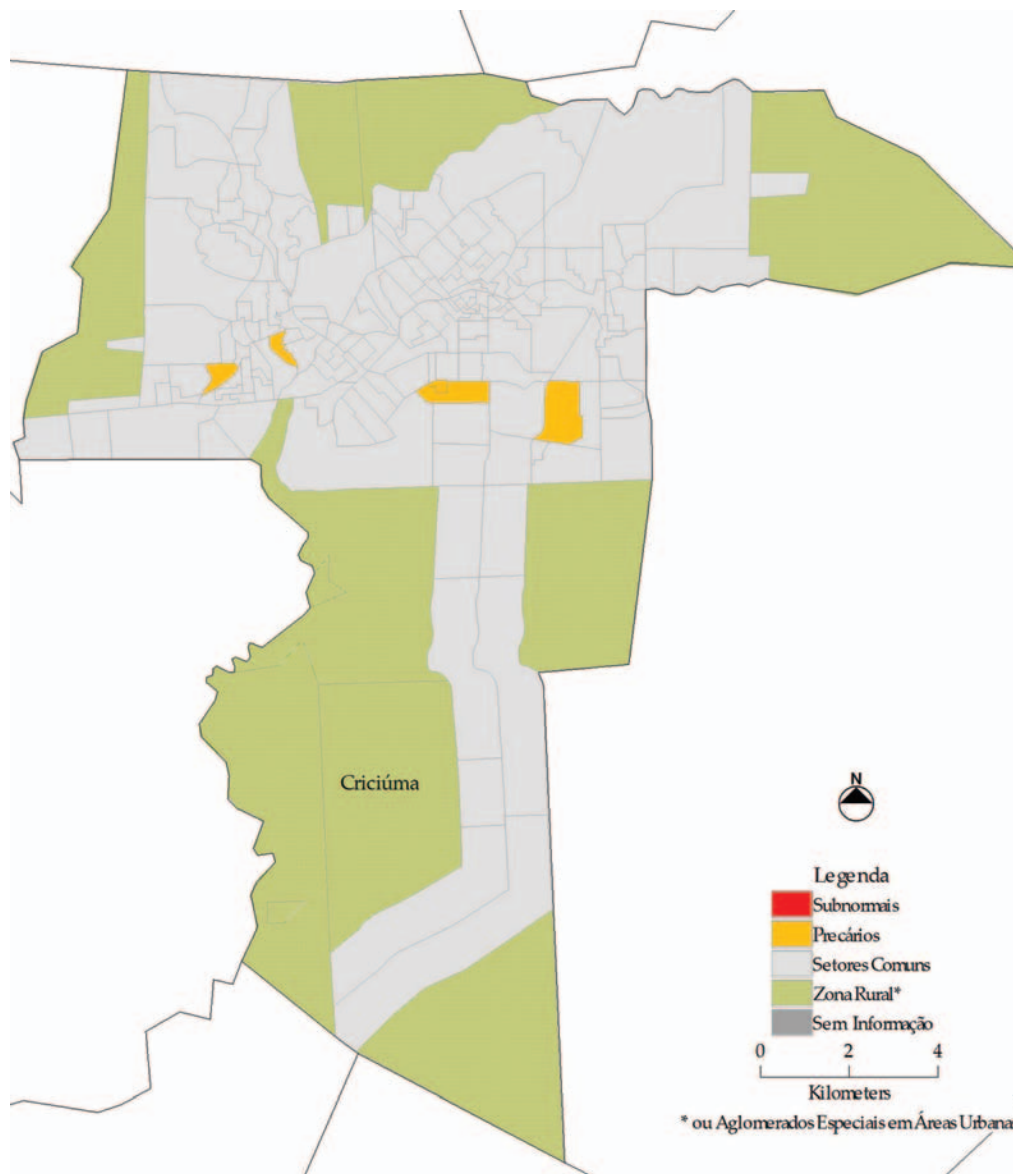 Criciúma
N
Legenda
Subnormais
Precários
Setores Comuns
Zona Rural*
Sem Informação
0 2 4
Kilometers
* ou Aglomerados Especiais em Áreas Urbana